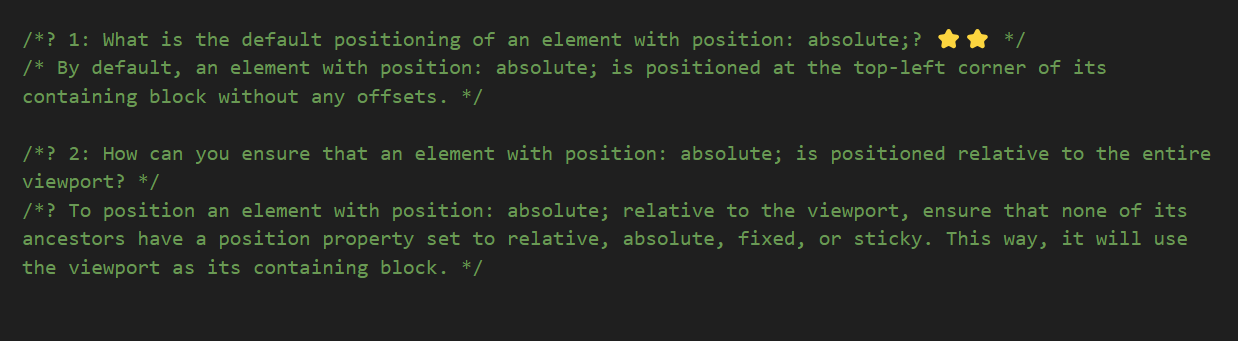 /*? 1: What is the default positioning of an element with position: absolute;? ⭐⭐ */
/* By default, an element with position: absolute; is positioned at the top-left corner of its
containing block without any offsets. */
/*? 2: How can you ensure that an element with position: absolute; is positioned relative to the entire
viewport? */
/*? To position an element with position: absolute; relative to the viewport, ensure that none of its
ancestors have a position property set to relative, absolute, fixed, or sticky. This way, it will use
the viewport as its containing block. */